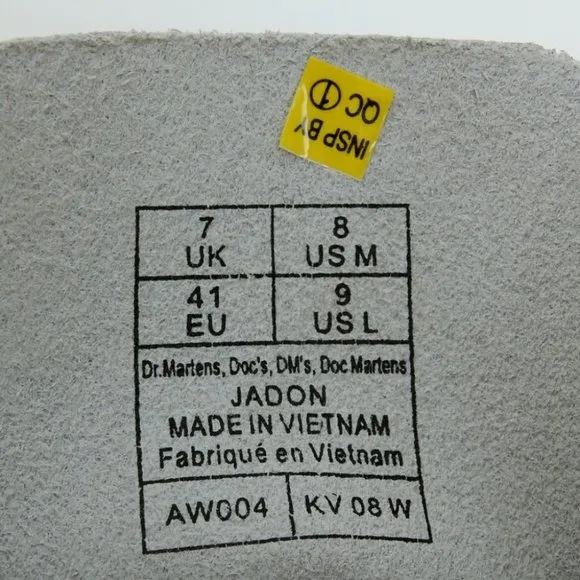 INSP BY
QC ①
7 UK
8 US M
41 EU
9 US L
Dr.Martens, Doc's, DM's, Doc Martens
JADON
MADE IN VIETNAM
Fabriqué en Vietnam
AW004
KV 08 W